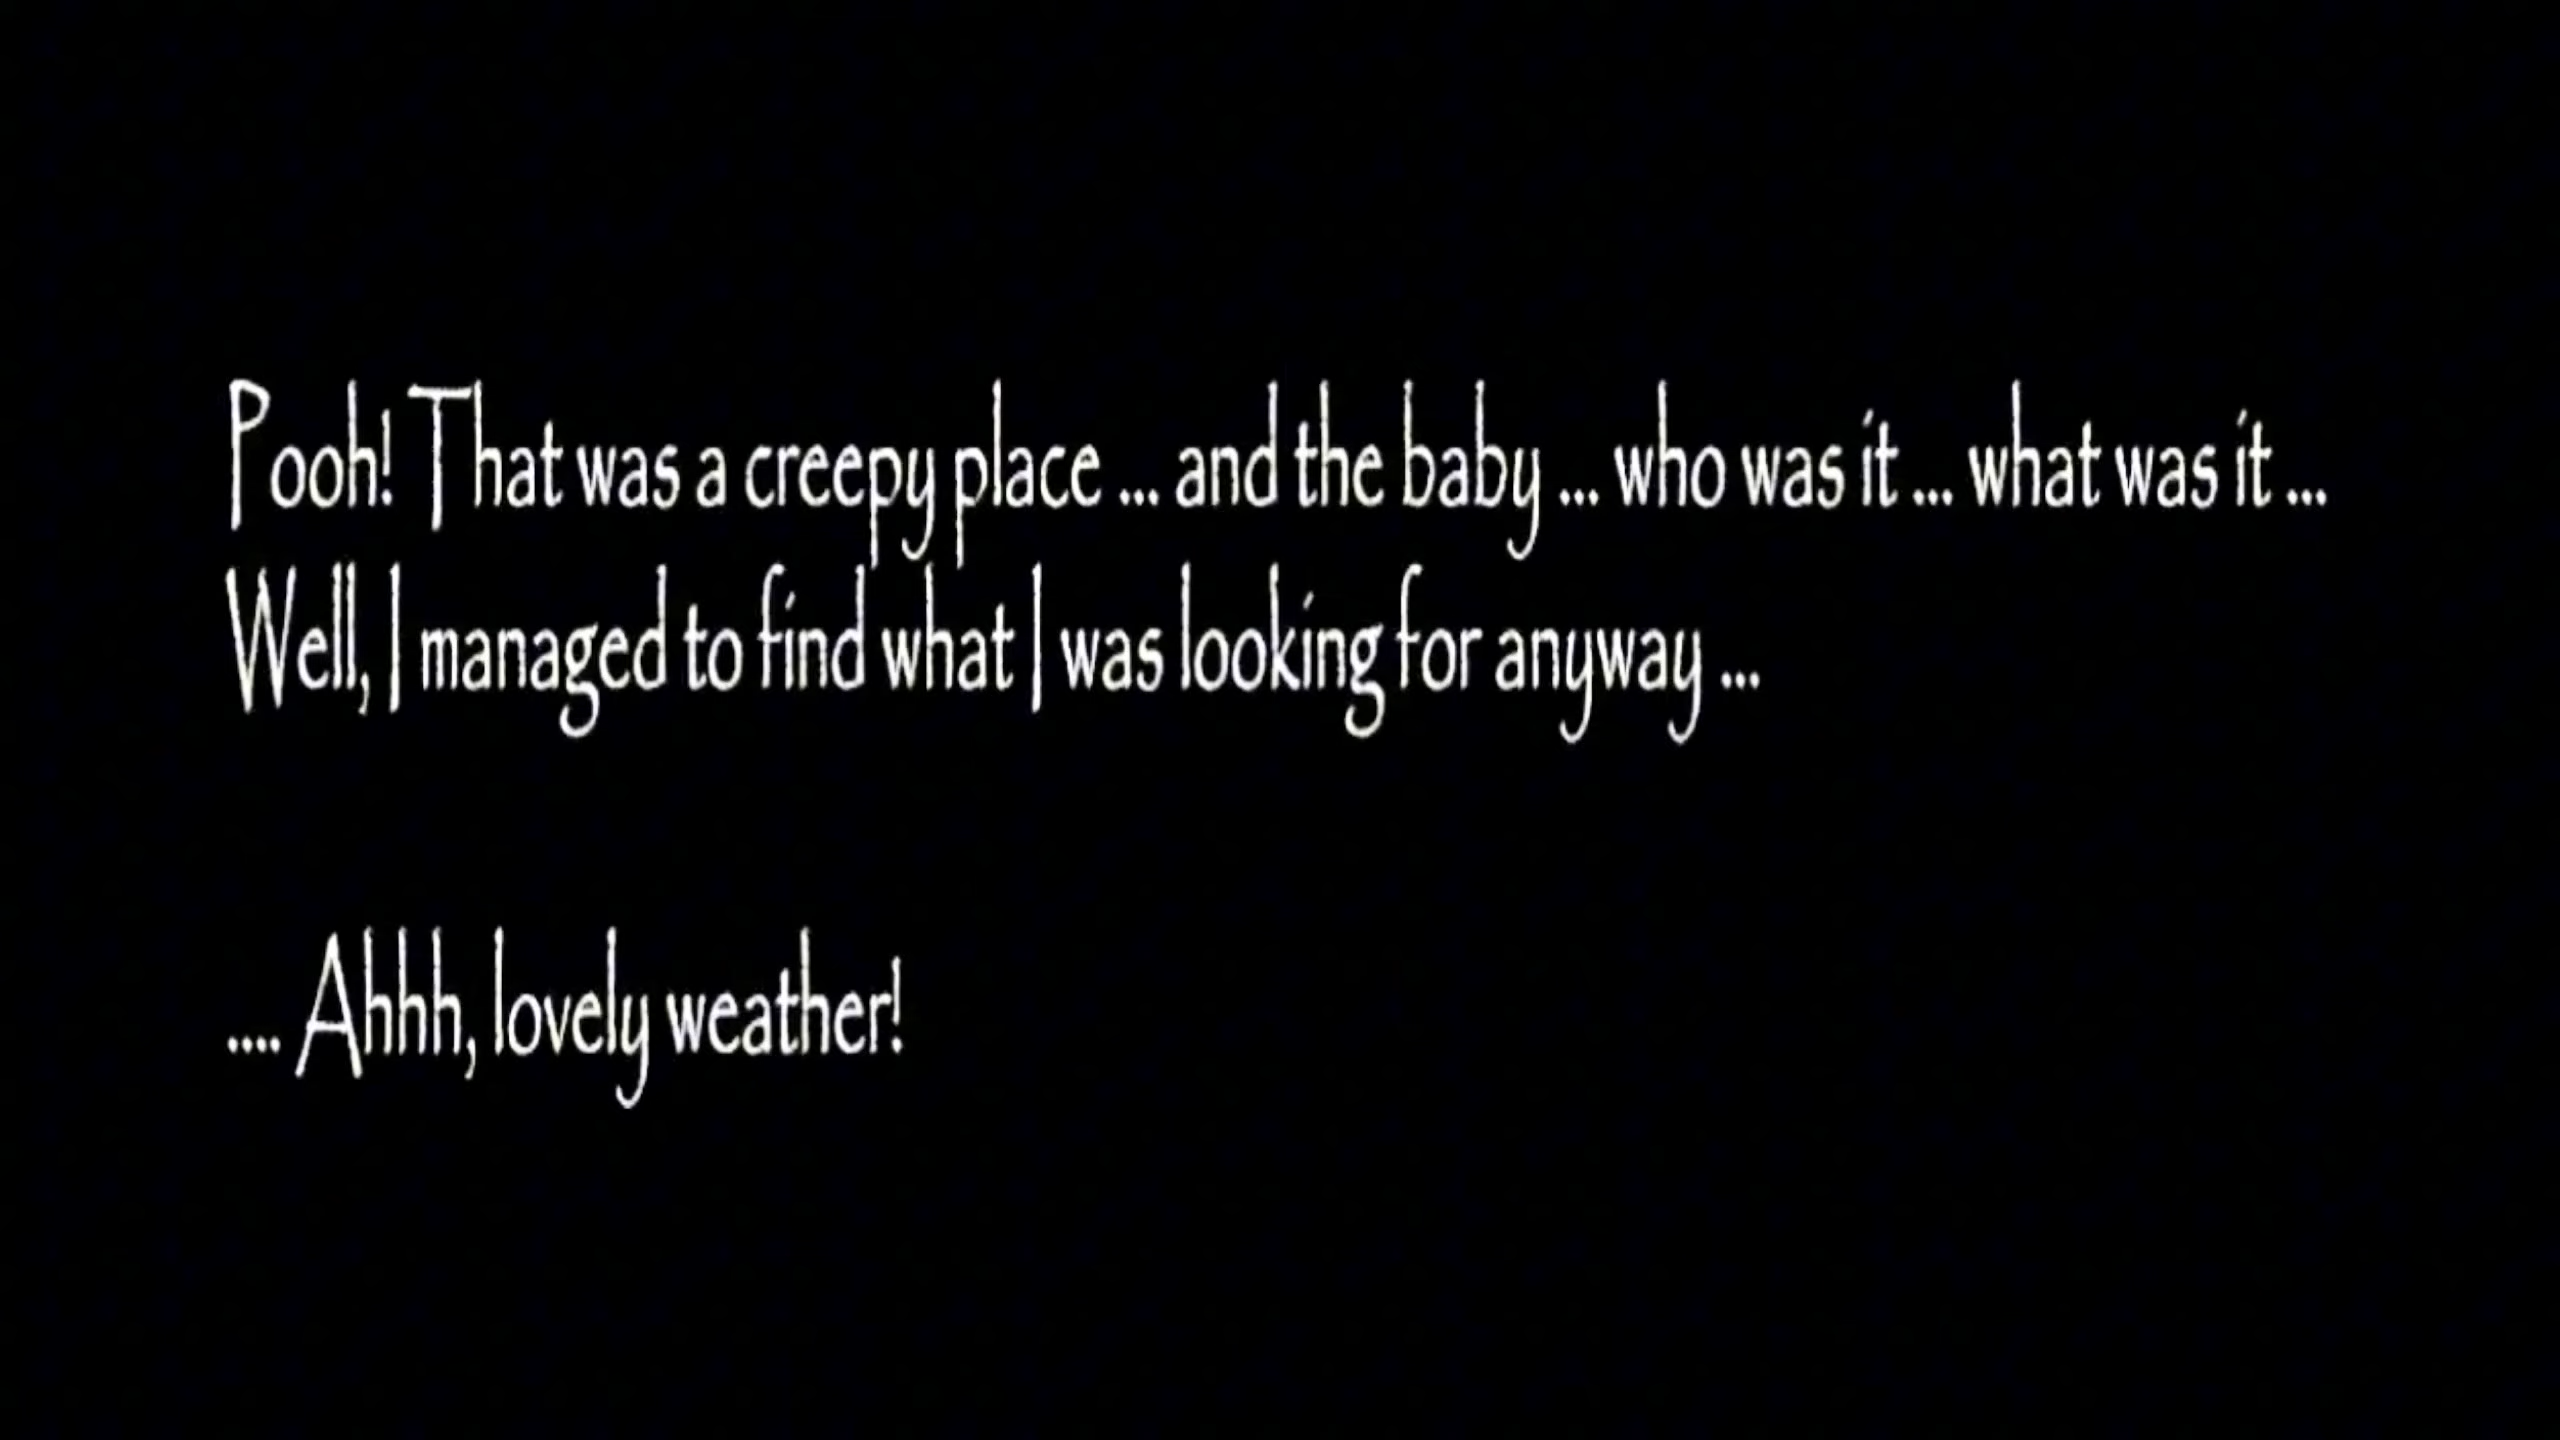 Pooh! That was a creepy place ... and the baby ... who was it ... what was it ...
Well, I managed to find what I was looking for anyway ...
.... Ahhh, lovely weather!